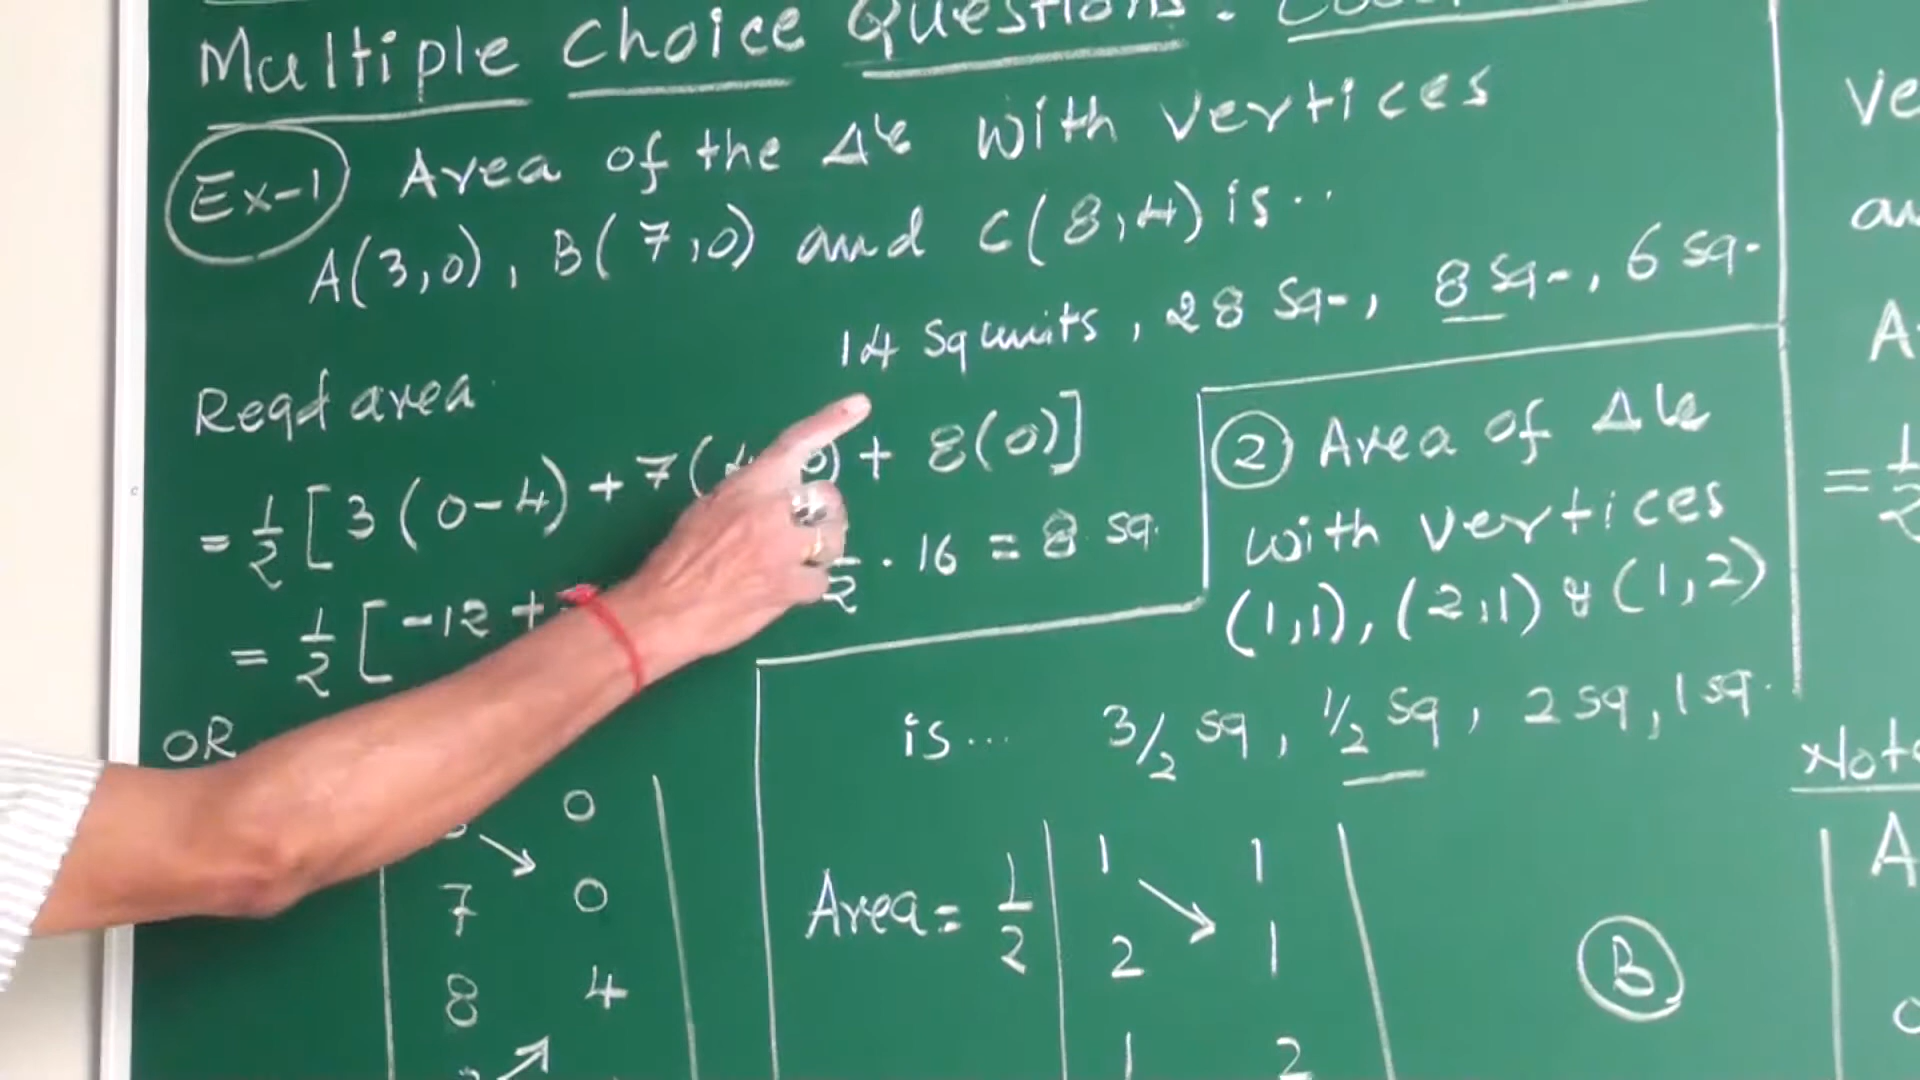 Multiple Choice Questions.
Ex-1 Area of the Δle with vertices
A(3,0), B(7,0) and C(8,4) is..
14 sq units, 28 sq-, 8 sq-, 6 sq.
Reqd area
= 1/2 [3(0-4) + 7( 0) + 8(0)]
= 1/2 [-12 + 2 . 16 = 8 sq.
OR
0
7 0
8 4
② Area of Δle
with vertices
(1,1), (2,1) & (1,2)
is... 3/2 sq, 1/2 sq, 2 sq, 1 sq.
Area = 1/2 | 1 1 |
2 1
1 2
B
= 1/2
A